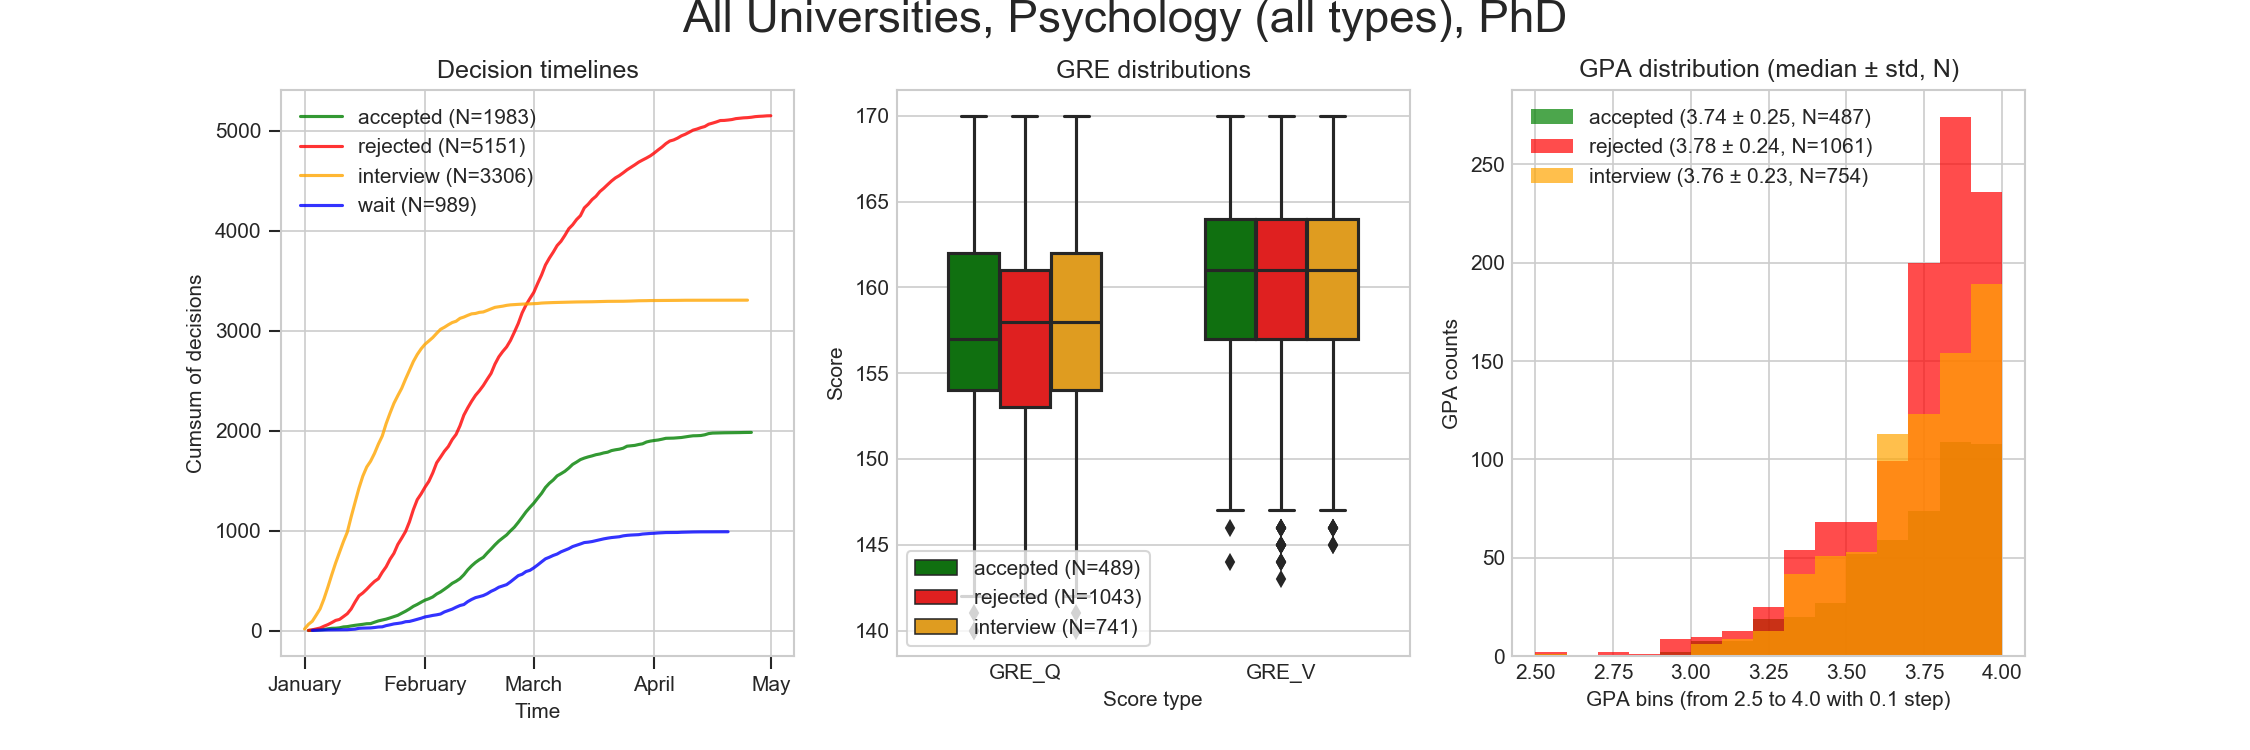 All Universities, Psychology (all types), PhD
Decision timelines
accepted (N=1983)
rejected (N=5151)
interview (N=3306)
wait (N=989)
5000
4000
3000
2000
1000
0
Cumsum of decisions
January February March April May
Time
GRE distributions
170
165
160
155
150
145
140
Score
accepted (N=489)
rejected (N=1043)
interview (N=741)
GRE_Q GRE_V
Score type
GPA distribution (median ± std, N)
accepted (3.74 ± 0.25, N=487)
rejected (3.78 ± 0.24, N=1061)
interview (3.76 ± 0.23, N=754)
250
200
150
100
50
0
GPA counts
2.50 2.75 3.00 3.25 3.50 3.75 4.00
GPA bins (from 2.5 to 4.0 with 0.1 step)